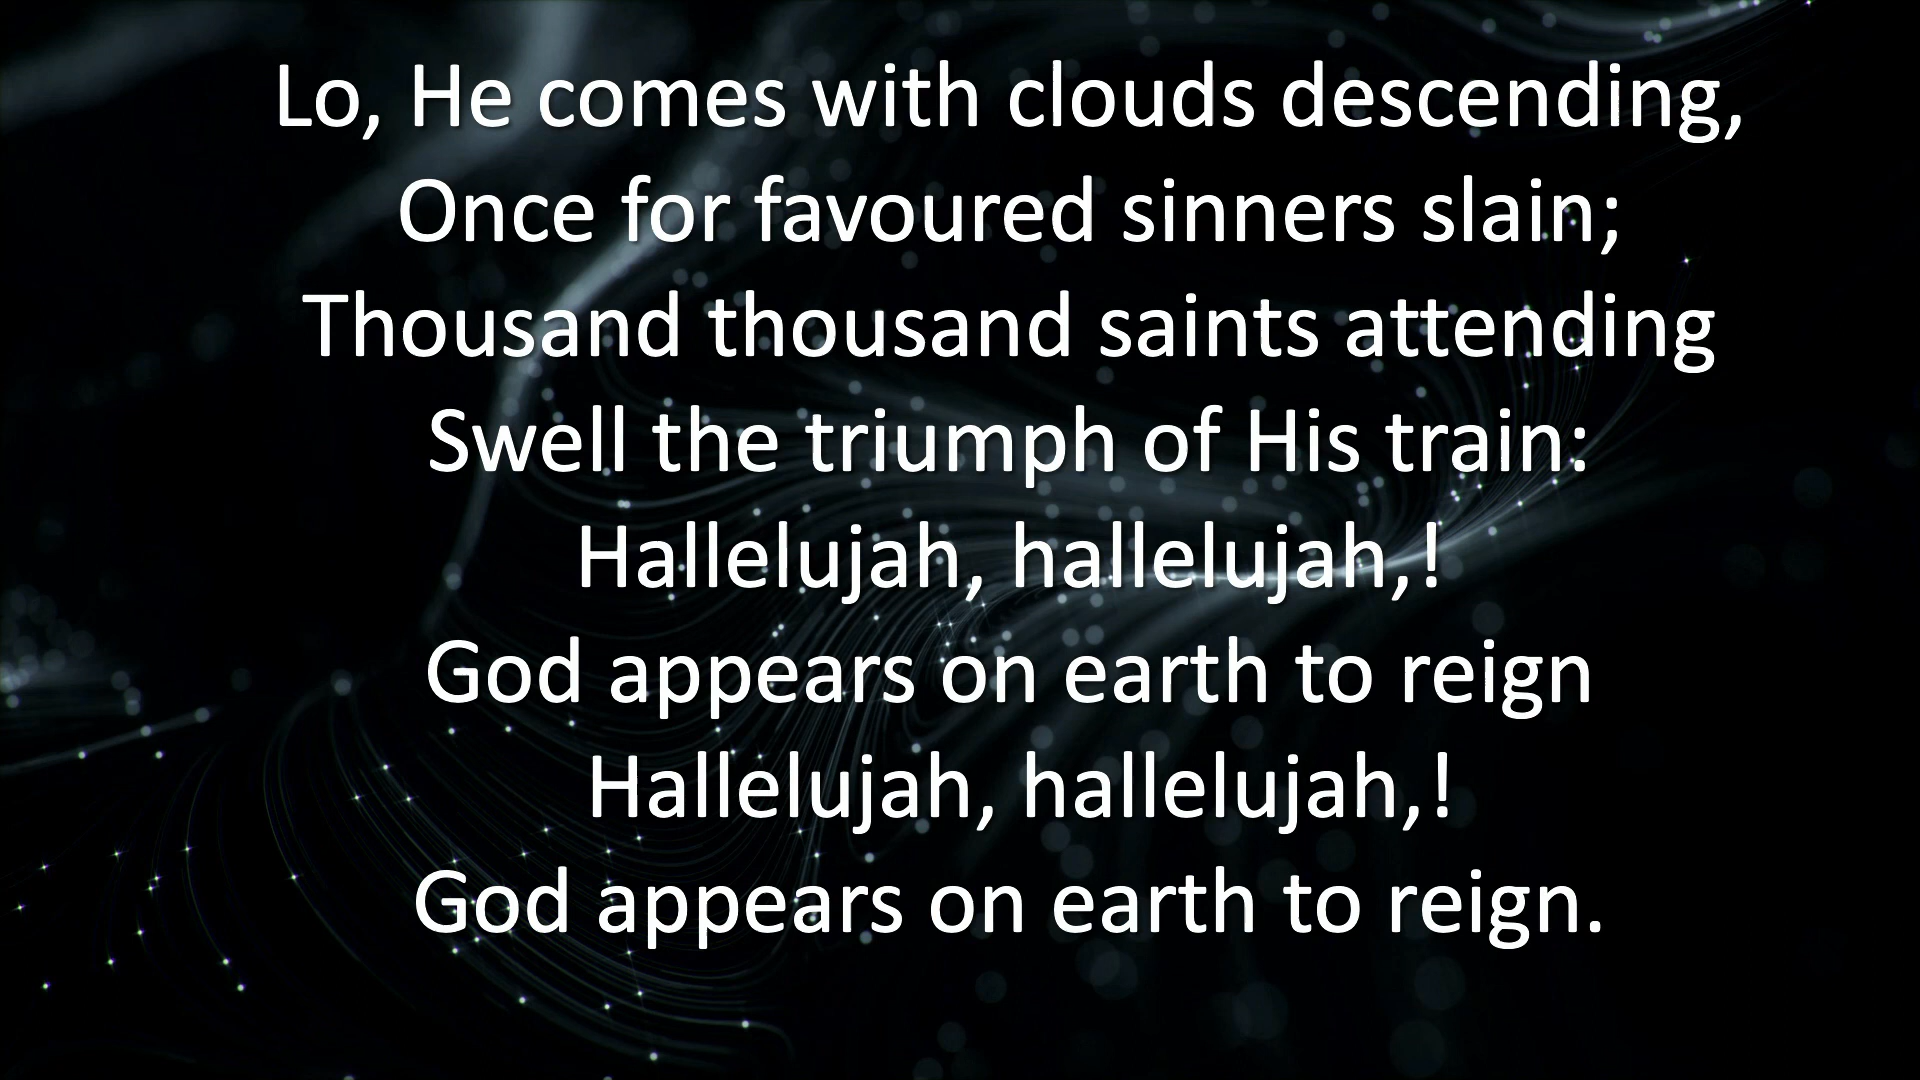 Lo, He comes with clouds descending,
Once for favoured sinners slain;
Thousand thousand saints attending
Swell the triumph of His train:
Hallelujah, hallelujah,!
God appears on earth to reign
Hallelujah, hallelujah,!
God appears on earth to reign.